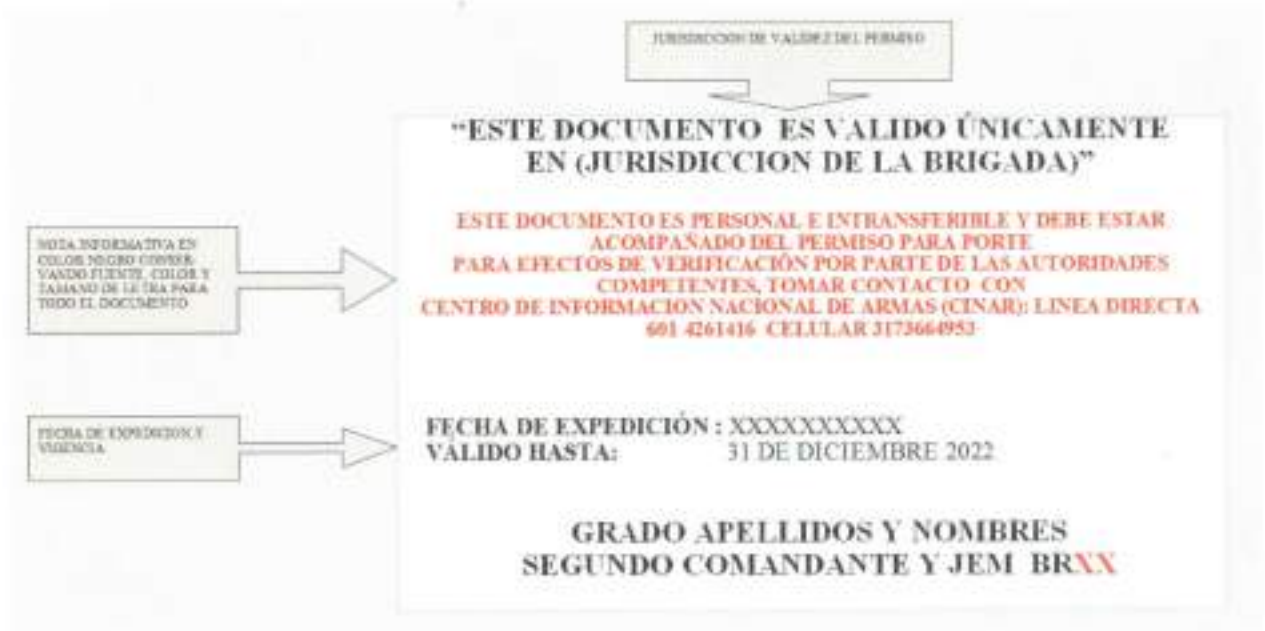 JURISDICCION DE VALIDEZ DEL PERMISO
“ESTE DOCUMENTO ES VALIDO ÚNICAMENTE
EN (JURISDICCION DE LA BRIGADA)”
ESTE DOCUMENTO ES PERSONAL E INTRANSFERIBLE Y DEBE ESTAR
ACOMPAÑADO DEL PERMISO PARA PORTE
PARA EFECTOS DE VERIFICACIÓN POR PARTE DE LAS AUTORIDADES
COMPETENTES, TOMAR CONTACTO CON
CENTRO DE INFORMACION NACIONAL DE ARMAS (CINAR): LINEA DIRECTA
601 4261416 CELULAR 3173664953
NOTA INFORMATIVA EN
COLOR NEGRO CONSER-
VANDO FUENTE, COLOR Y
TAMANO DE LETRA PARA
TODO EL DOCUMENTO
FECHA DE EXPEDICION Y
VIGENCIA
FECHA DE EXPEDICIÓN : XXXXXXXXXX
VÁLIDO HASTA: 31 DE DICIEMBRE 2022
GRADO APELLIDOS Y NOMBRES
SEGUNDO COMANDANTE Y JEM BRXX